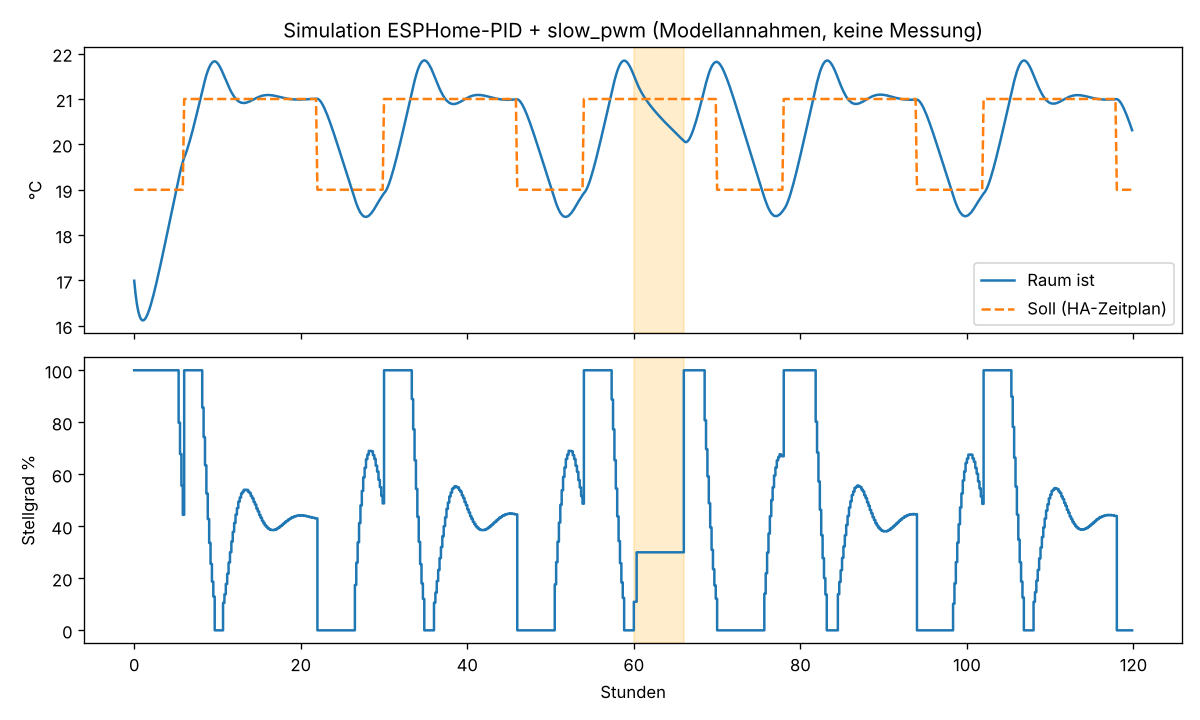 Simulation ESPHome-PID + slow_pwm (Modellannahmen, keine Messung)
22
21
20
19
18
17
16
°C
Raum ist
Soll (HA-Zeitplan)
100
80
60
40
20
0
Stellgrad %
0 20 40 60 80 100 120
Stunden